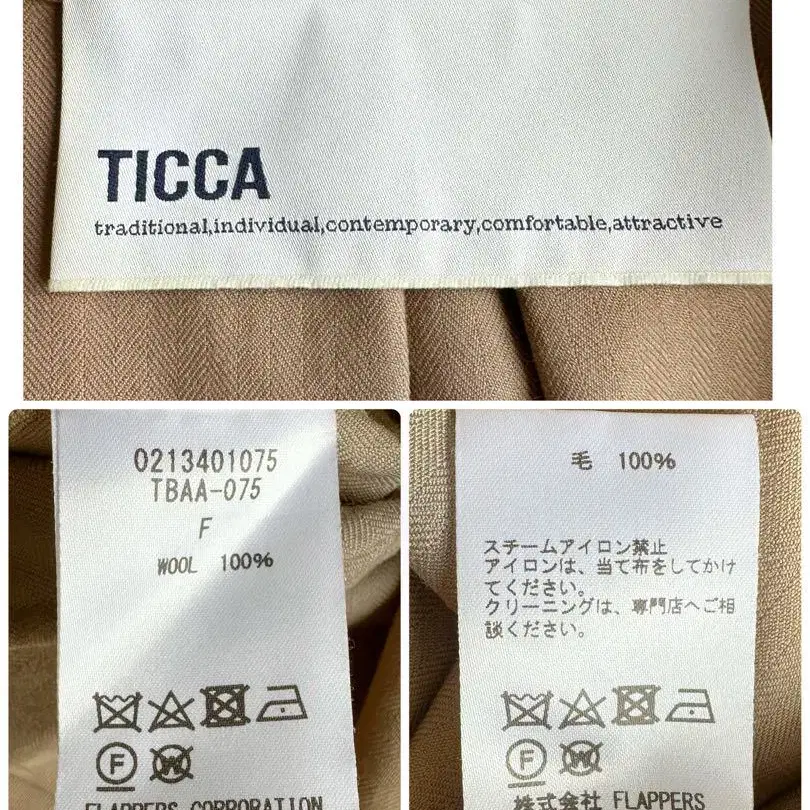 TICCA
traditional,individual,contemporary,comfortable,attractive
0213401075
TBAA-075
F
WOOL 100%
F
W
FLAPPERS CORPORATION
毛 100%
スチームアイロン禁止
アイロンは、当て布をしてかけ
てください。
クリーニングは、専門店へご相
談ください。
F
W
株式会社 FLAPPERS